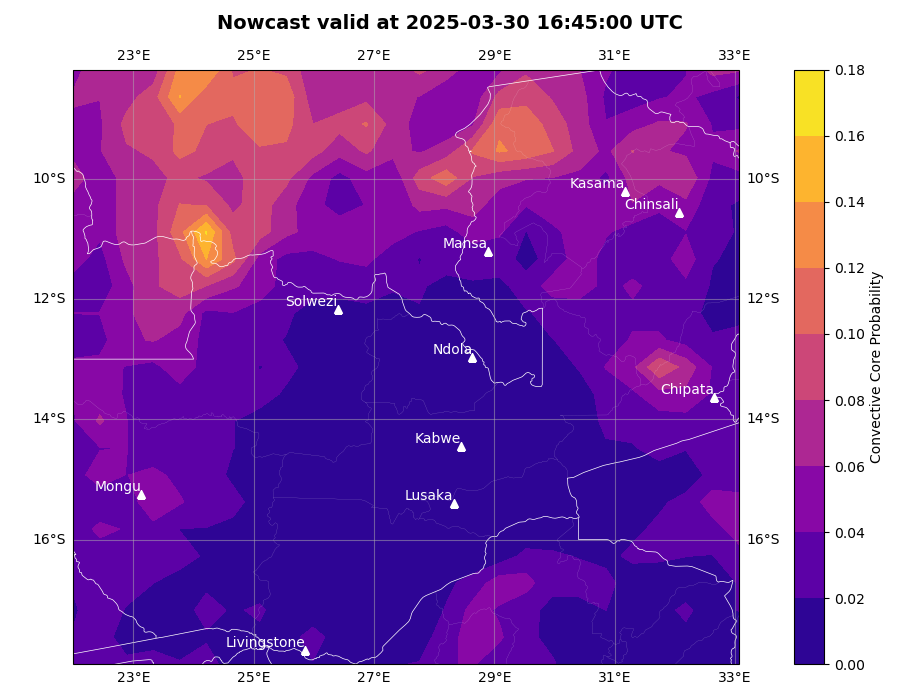 Nowcast valid at 2025-03-30 16:45:00 UTC
23°E 25°E 27°E 29°E 31°E 33°E
0.18
0.16
0.14
0.12
0.10
0.08
0.06
0.04
0.02
0.00
Convective Core Probability
10°S 10°S
12°S 12°S
14°S 14°S
16°S 16°S
Kasama
Chinsali
Mansa
Solwezi
Ndola
Chipata
Kabwe
Mongu
Lusaka
Livingstone
23°E 25°E 27°E 29°E 31°E 33°E